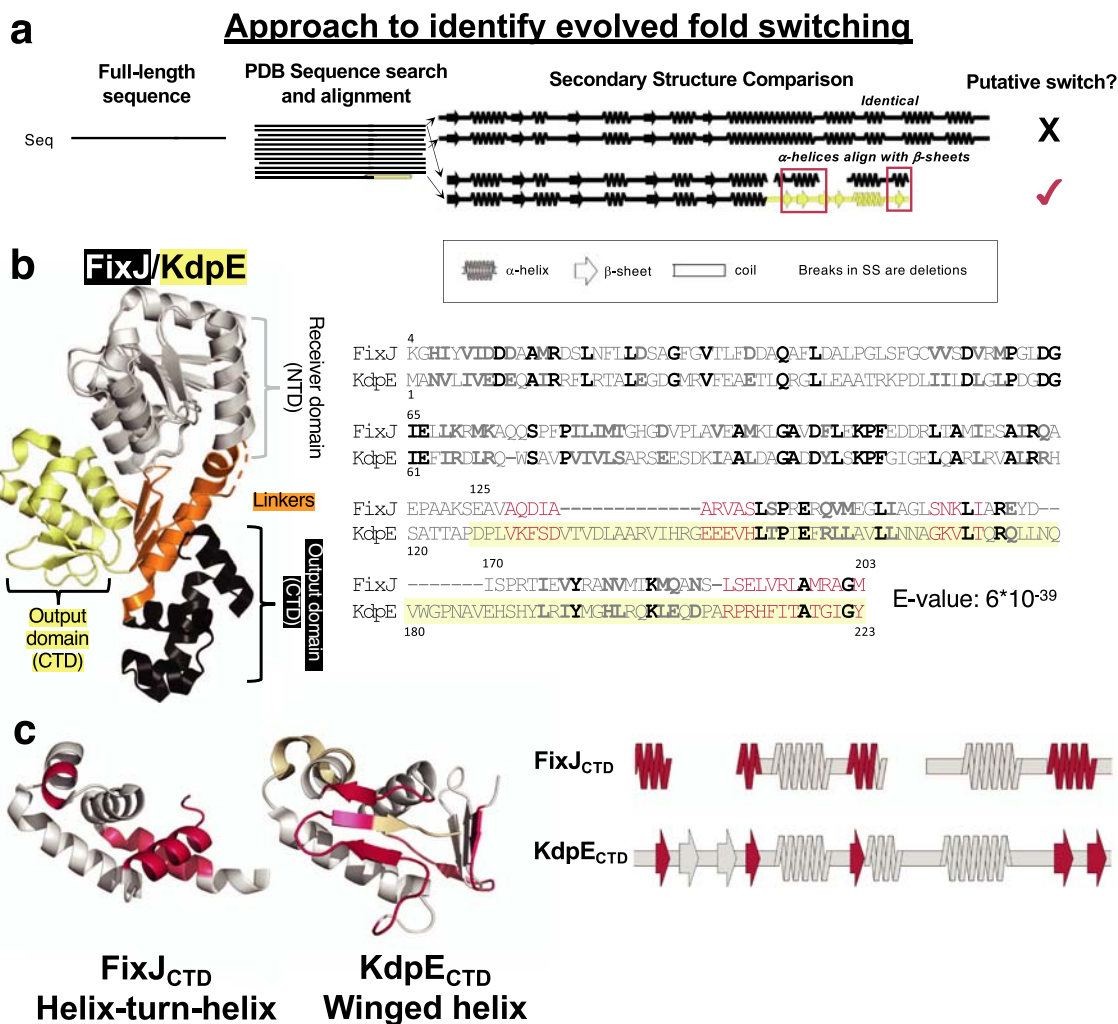 a
Approach to identify evolved fold switching
Full-length sequence
PDB Sequence search and alignment
Secondary Structure Comparison
Putative switch?
Seq
Identical
X
α-helices align with β-sheets
✓
α-helix
β-sheet
coil
Breaks in SS are deletions
b
FixJ/KdpE
Receiver domain (NTD)
Linkers
Output domain (CTD)
Output domain (CTD)
4
FixJ KGHIYVIDDDAAMRDSLNFLLDSAGFGVTLFDDAQAFLDALPGLSFGCVVSDVRMPGLDG
KdpE MANVLIVEDEQAIRRFLRTALEGDGMRVFEAETLQRGLLEAATRKPDLIILDLGLPDGDG
1
65
FixJ IELLKRMKAQQSPFPILIMTGHGDVPLAVEAMKLGAVDFLEKPFEDDRLTAMIESAIRQA
KdpE IEFIRDLRQ-WSAVPVIVLSARSEESDKIAALDAGADDYLSKPFGIGELQARLRVALRRH
61
125
FixJ EPAAKSEAVAQDIA-------------ARVASLSPRERQVMEGLIAGLSNKLIAREYD--
KdpE SATTAPDPLVKFSDVTVDLAARVIHRGEEEVHLTPIEFRLLAVLLNNAGKVLTQRQLLNQ
120
170
203
FixJ -------ISPRTIEVYRANVMTKMQANS-LSELVRLAMRAGM
KdpE VWGPNAVEHSHYLRIYMGHLRQKLEQDPARPRHFITATGIGY
180
223
E-value: 6*10⁻³⁹
c
FixJCTD
Helix-turn-helix
KdpECTD
Winged helix
FixJCTD
KdpECTD